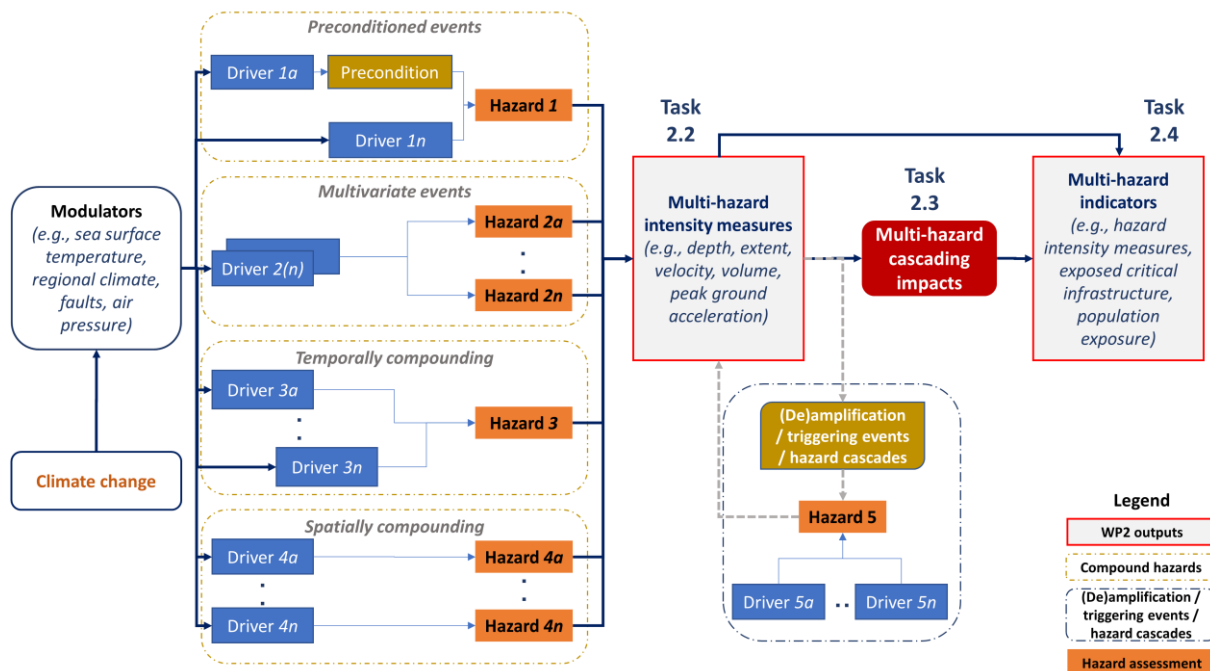 Preconditioned events
Driver 1a
Precondition
Hazard 1
Driver 1n
Multivariate events
Hazard 2a
Driver 2(n)
Hazard 2n
Temporally compounding
Driver 3a
Hazard 3
Driver 3n
Spatially compounding
Driver 4a
Hazard 4a
Driver 4n
Hazard 4n
Modulators
(e.g., sea surface
temperature,
regional climate,
faults, air
pressure)
Climate change
Task
2.2
Multi-hazard
intensity measures
(e.g., depth, extent,
velocity, volume,
peak ground
acceleration)
Task
2.3
Multi-hazard
cascading
impacts
Task
2.4
Multi-hazard
indicators
(e.g., hazard
intensity measures,
exposed critical
infrastructure,
population
exposure)
(De)amplification
/ triggering events
/ hazard cascades
Hazard 5
Driver 5a
Driver 5n
Legend
WP2 outputs
Compound hazards
(De)amplification /
triggering events /
hazard cascades
Hazard assessment